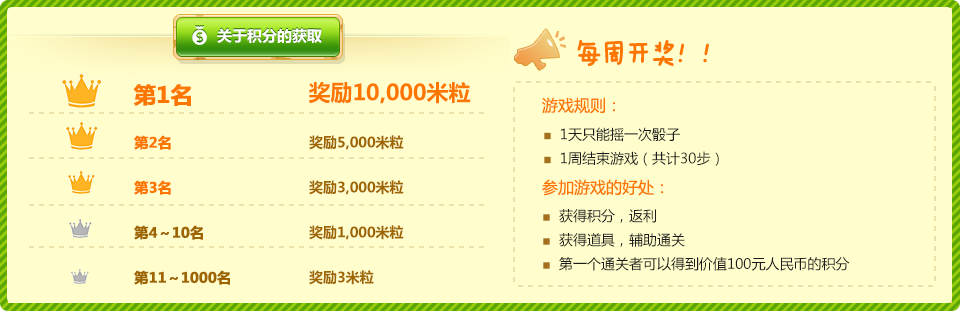 关于积分的获取
第1名 奖励10,000米粒
第2名 奖励5,000米粒
第3名 奖励3,000米粒
第4~10名 奖励1,000米粒
第11~1000名 奖励3米粒
每周开奖！！
游戏规则：
1天只能摇一次骰子
1周结束游戏（共计30步）
参加游戏的好处：
获得积分，返利
获得道具，辅助通关
第一个通关者可以得到价值100元人民币的积分